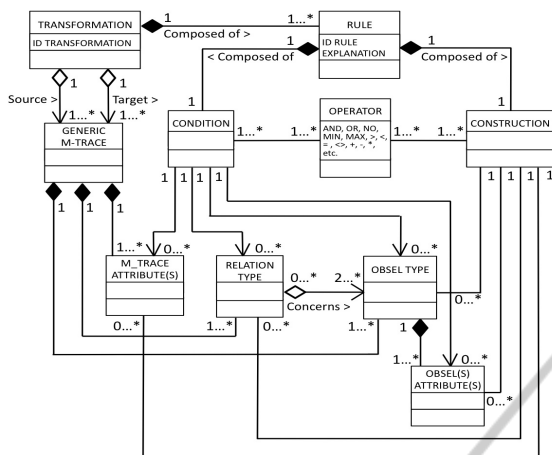 TRANSFORMATION
ID TRANSFORMATION
1
Composed of >
1...*
RULE
ID RULE
EXPLANATION
1
< Composed of
1
Composed of >
1
1
Source >
Target >
1...*
1...*
1
1
GENERIC
M-TRACE
CONDITION
1...*
1...*
OPERATOR
AND, OR, NO,
MIN, MAX, >, <,
= , <>, +, -, *,
etc.
1...*
1...*
CONSTRUCTION
1
1
1
1
1
1
1
1
1
1
1
1...*
0...*
0...*
0...*
M_TRACE
ATTRIBUTE(S)
RELATION
TYPE
0...*
2...*
Concerns >
OBSEL TYPE
0...*
0...*
1...*
0...*
1...*
1
1...*
0...*
OBSEL(S)
ATTRIBUTE(S)
0...*